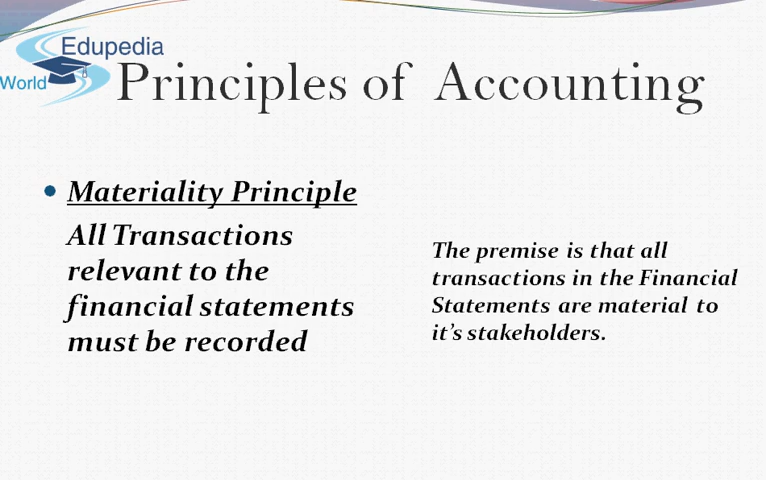 Edupedia
World
Principles of Accounting
Materiality Principle
All Transactions
relevant to the
financial statements
must be recorded
The premise is that all
transactions in the Financial
Statements are material to
it's stakeholders.